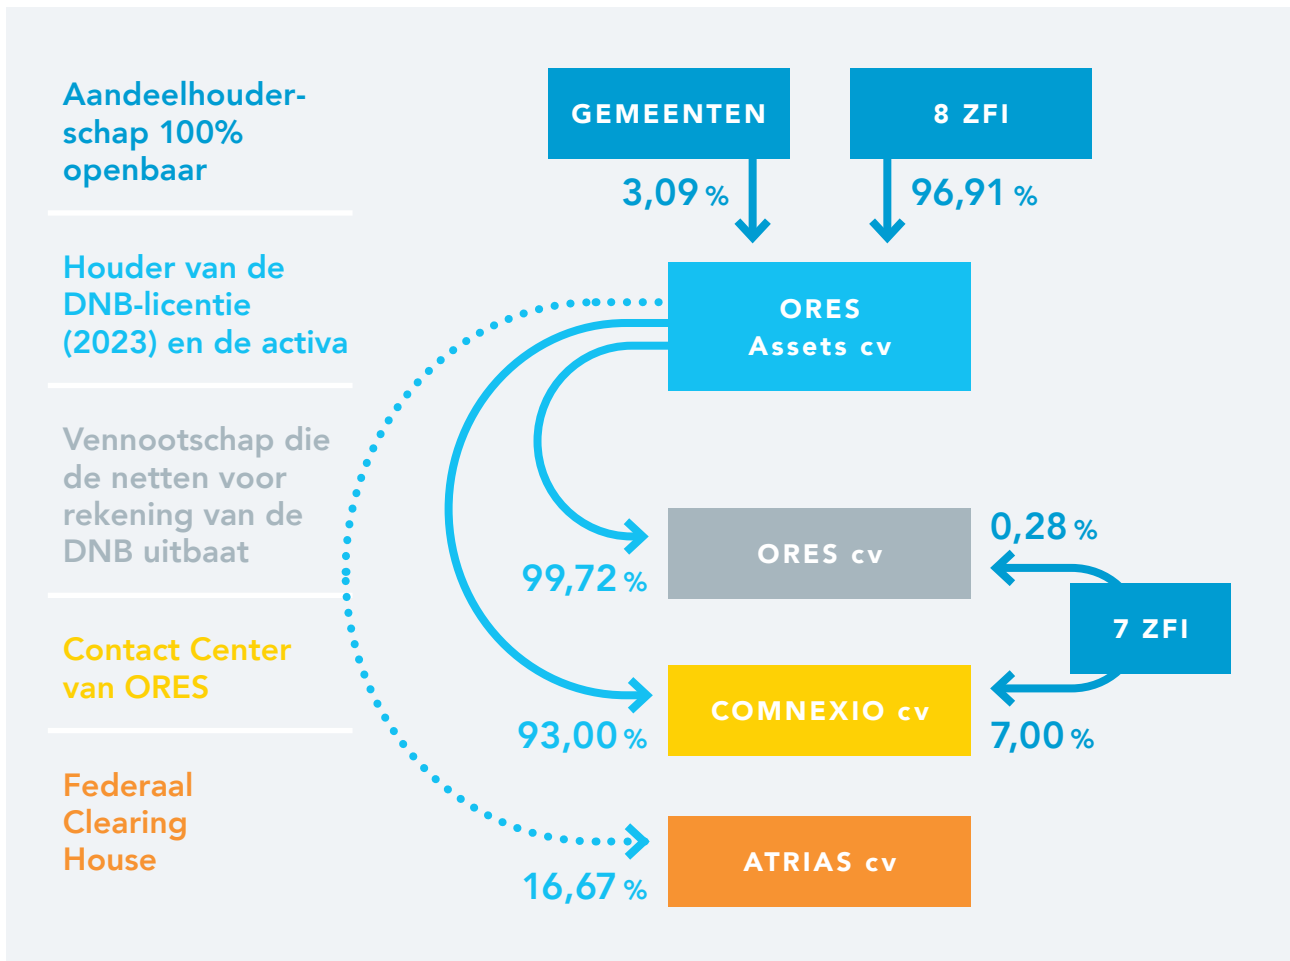 Aandeelhouder-
schap 100%
openbaar
Houder van de
DNB-licentie
(2023) en de activa
Vennootschap die
de netten voor
rekening van de
DNB uitbaat
Contact Center
van ORES
Federaal
Clearing
House
GEMEENTEN
8 ZFI
3,09 %
96,91 %
ORES
Assets cv
ORES cv
0,28 %
99,72 %
7 ZFI
COMNEXIO cv
93,00 %
7,00 %
ATRIAS cv
16,67 %